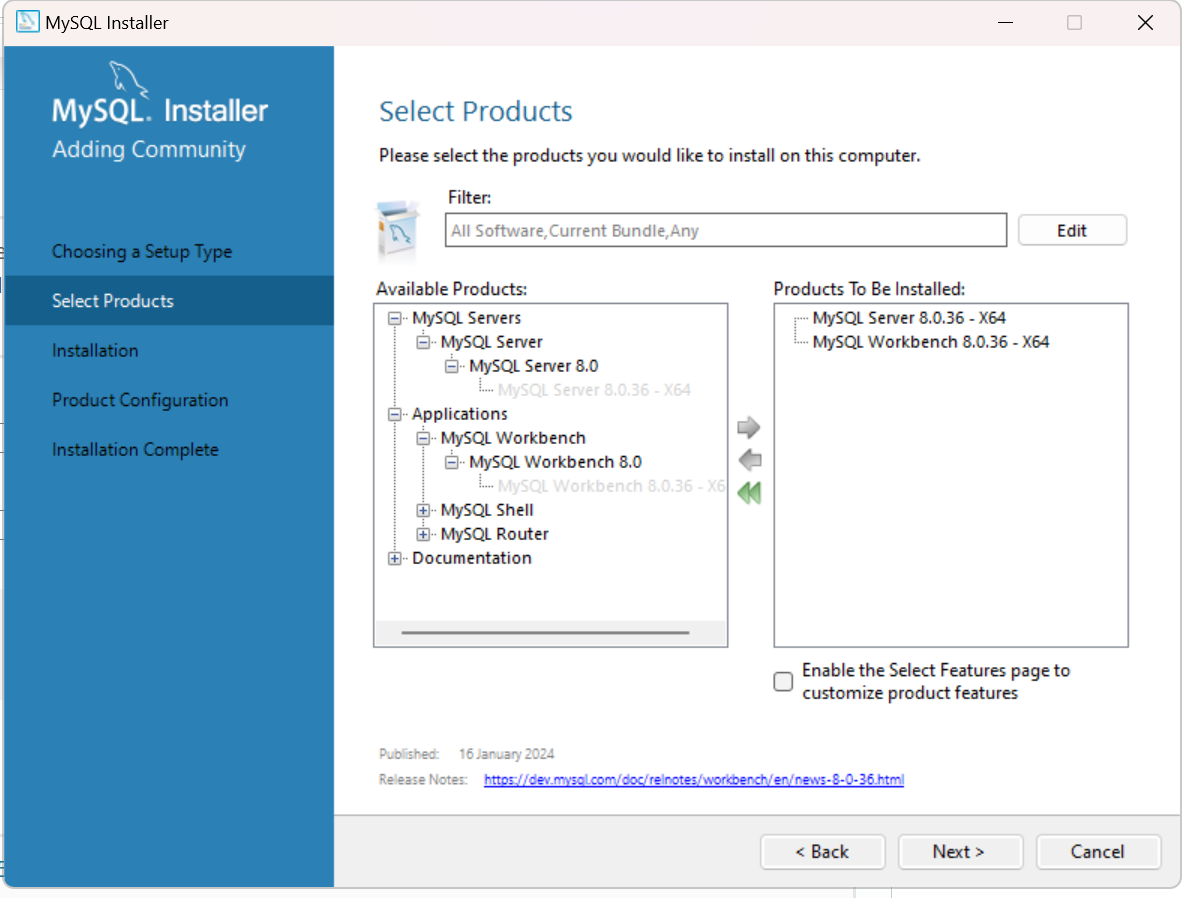 MySQL Installer
MySQL. Installer
Adding Community
Choosing a Setup Type
Select Products
Installation
Product Configuration
Installation Complete
Select Products
Please select the products you would like to install on this computer.
Filter:
All Software,Current Bundle,Any
Edit
Available Products:
MySQL Servers
MySQL Server
MySQL Server 8.0
MySQL Server 8.0.36 - X64
Applications
MySQL Workbench
MySQL Workbench 8.0
MySQL Workbench 8.0.36 - X6
MySQL Shell
MySQL Router
Documentation
Products To Be Installed:
MySQL Server 8.0.36 - X64
MySQL Workbench 8.0.36 - X64
Enable the Select Features page to
customize product features
Published: 16 January 2024
Release Notes: https://dev.mysql.com/doc/relnotes/workbench/en/news-8-0-36.html
< Back
Next >
Cancel